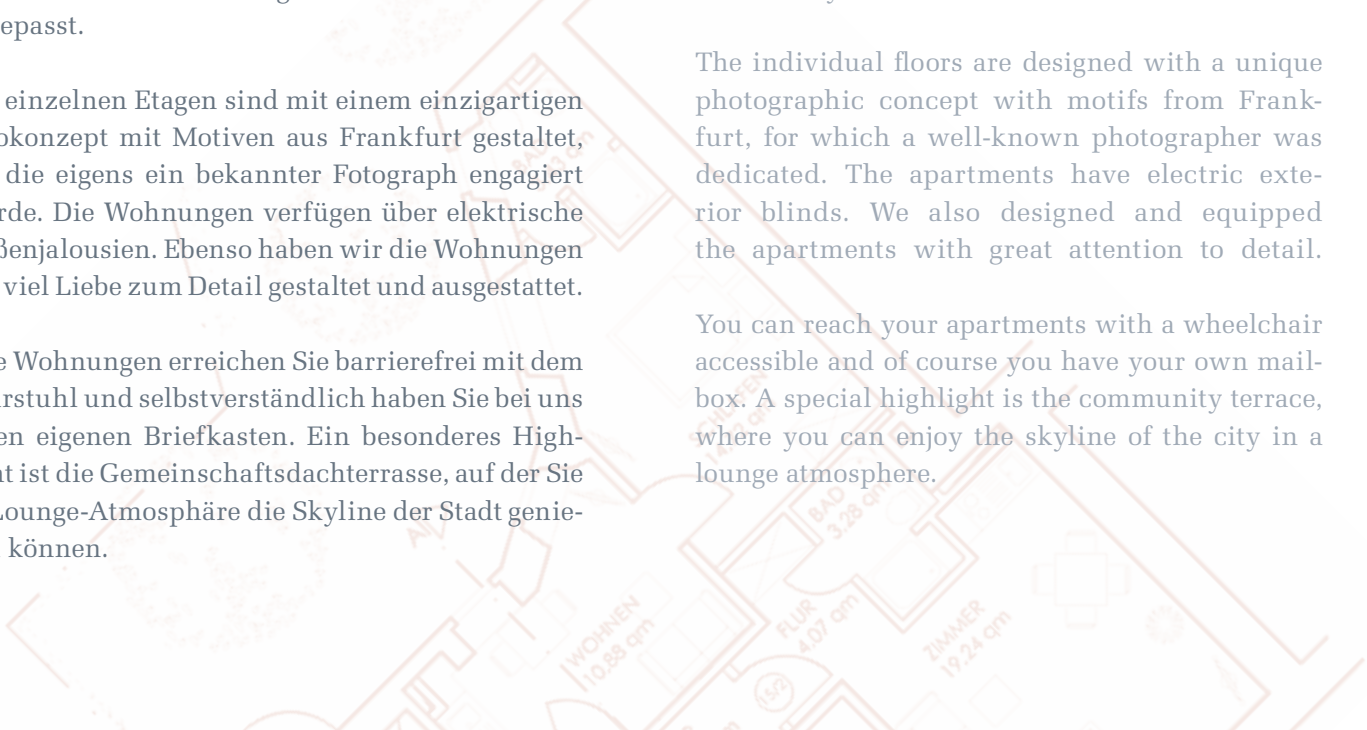 epasst.
einzelnen Etagen sind mit einem einzigartigen
okonzept mit Motiven aus Frankfurt gestaltet,
die eigens ein bekannter Fotograph engagiert
rde. Die Wohnungen verfügen über elektrische
ßenjalousien. Ebenso haben wir die Wohnungen
viel Liebe zum Detail gestaltet und ausgestattet.
e Wohnungen erreichen Sie barrierefrei mit dem
rstuhl und selbstverständlich haben Sie bei uns
en eigenen Briefkasten. Ein besonderes High-
t ist die Gemeinschaftsdachterrasse, auf der Sie
Lounge-Atmosphäre die Skyline der Stadt genie-
können.
The individual floors are designed with a unique
photographic concept with motifs from Frank-
furt, for which a well-known photographer was
dedicated. The apartments have electric exte-
rior blinds. We also designed and equipped
the apartments with great attention to detail.
You can reach your apartments with a wheelchair
accessible and of course you have your own mail-
box. A special highlight is the community terrace,
where you can enjoy the skyline of the city in a
lounge atmosphere.
BAD
SCHLAFEN
BAD
3.28 qm
WOHNEN
10.88 qm
FLUR
4.07 qm
ZIMMER
19.24 qm